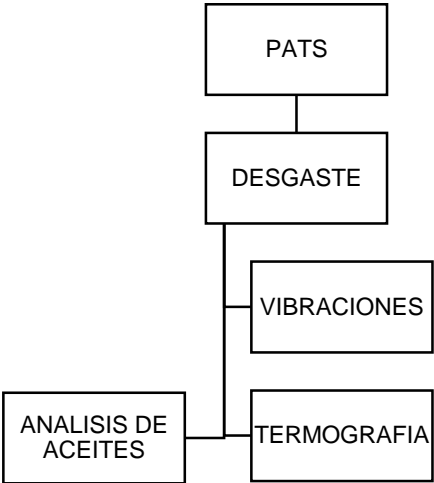 PATS
DESGASTE
VIBRACIONES
ANALISIS DE
ACEITES
TERMOGRAFIA